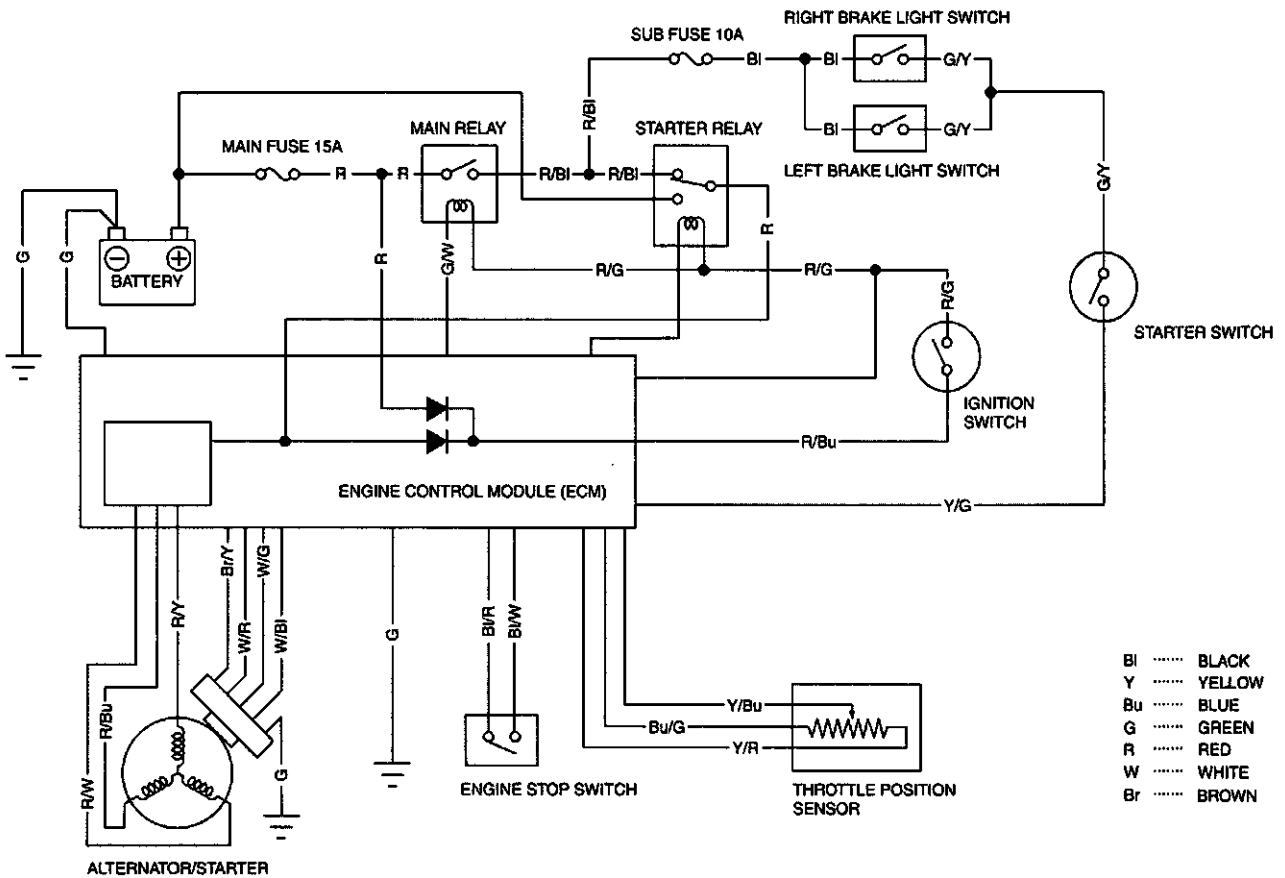 RIGHT BRAKE LIGHT SWITCH
SUB FUSE 10A
Bl
Bl
G/Y
R/Bl
MAIN RELAY
STARTER RELAY
Bl
G/Y
MAIN FUSE 15A
LEFT BRAKE LIGHT SWITCH
R
R
R/Bl
R/Bl
G/Y
G
G
BATTERY
R
G/W
R
R/G
R/G
R/G
STARTER SWITCH
IGNITION
SWITCH
R/Bu
ENGINE CONTROL MODULE (ECM)
Y/G
Br/Y
W/G
R/Y
W/R
W/Bl
G
Bl/R
Bl/W
R/W
R/Bu
G
Y/Bu
Bu/G
Y/R
ENGINE STOP SWITCH
THROTTLE POSITION
SENSOR
ALTERNATOR/STARTER
Bl ······ BLACK
Y ······ YELLOW
Bu ······ BLUE
G ······ GREEN
R ······ RED
W ······ WHITE
Br ······ BROWN